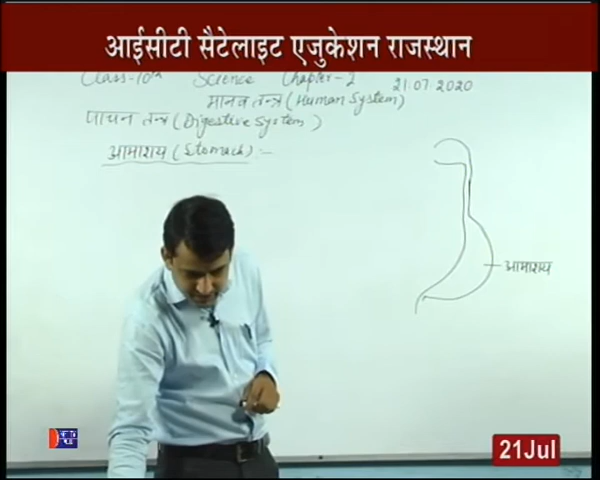 आईसीटी सैटेलाइट एजुकेशन राजस्थान
Class-10th Science Chapter-2 21.07.2020
मानव तन्त्र (Human System)
पाचन तन्त्र (Digestive System)
आमाशय (Stomach) :-
आमाशय
21Jul